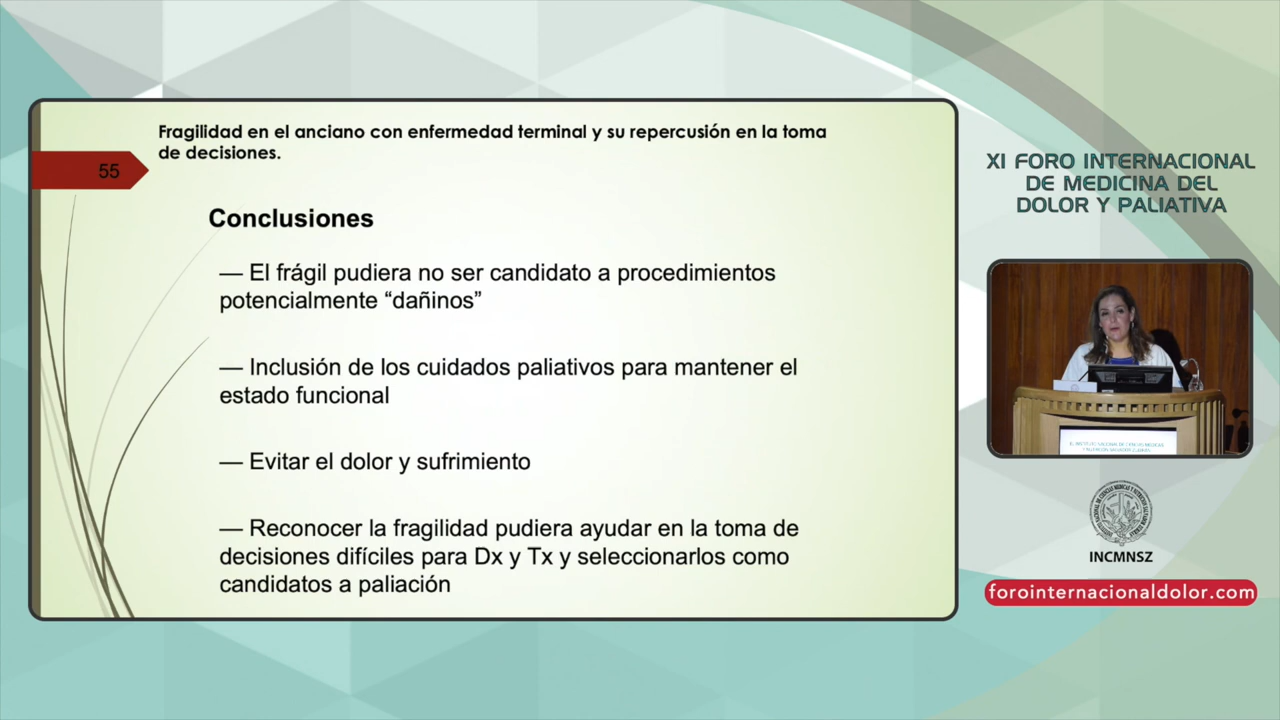 Fragilidad en el anciano con enfermedad terminal y su repercusión en la toma
de decisiones.
55
Conclusiones
— El frágil pudiera no ser candidato a procedimientos
potencialmente “dañinos”
— Inclusión de los cuidados paliativos para mantener el
estado funcional
— Evitar el dolor y sufrimiento
— Reconocer la fragilidad pudiera ayudar en la toma de
decisiones difíciles para Dx y Tx y seleccionarlos como
candidatos a paliación
XI FORO INTERNACIONAL
DE MEDICINA DEL
DOLOR Y PALIATIVA
INCMNSZ
forointernacionaldolor.com